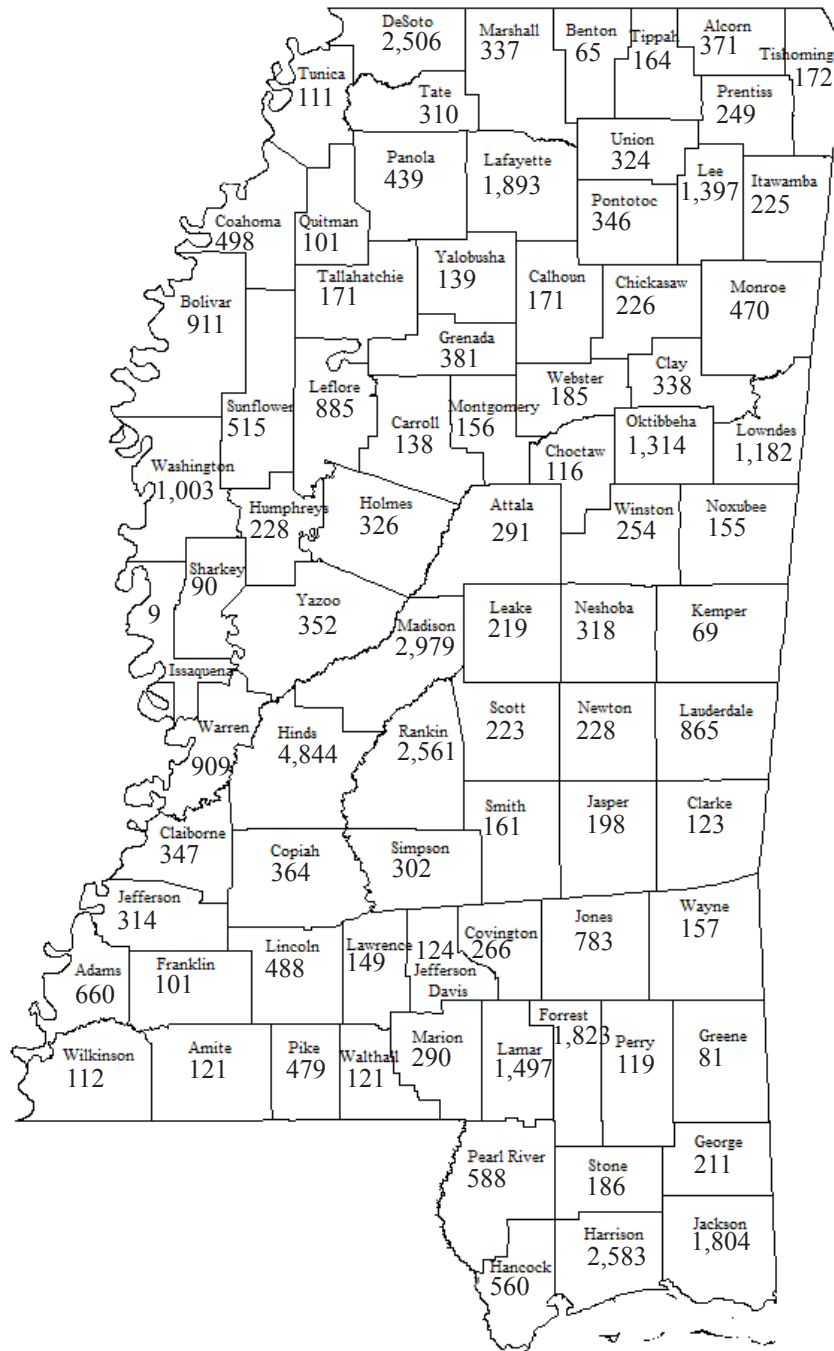 DeSoto
2,506
Marshall
337
Benton
65
Tippah
164
Alcorn
371
Tishoming
172
Tunica
111
Tate
310
Prentiss
249
Union
324
Panola
439
Lafayette
1,893
Lee
1,397
Itawamba
225
Pontotoc
346
Coahoma
498
Quitman
101
Yalobusha
139
Calhoun
171
Tallahatchie
171
Chickasaw
226
Monroe
470
Bolivar
911
Grenada
381
Clay
338
Webster
185
Leflore
885
Sunflower
515
Carroll
138
Montgomery
156
Oktibbeha
1,314
Lowndes
1,182
Choctaw
116
Washington
1,003
Humphreys
228
Holmes
326
Attala
291
Winston
254
Noxubee
155
Sharkey
90
Yazoo
352
9
Issaquena
Madison
2,979
Leake
219
Neshoba
318
Kemper
69
Warren
909
Hinds
4,844
Rankin
2,561
Scott
223
Newton
228
Lauderdale
865
Smith
161
Jasper
198
Clarke
123
Claiborne
347
Copiah
364
Simpson
302
Jefferson
314
Lincoln
488
Lawrence
149
124
Jefferson
Davis
Covington
266
Jones
783
Wayne
157
Adams
660
Franklin
101
Wilkinson
112
Amite
121
Pike
479
Walthall
121
Marion
290
Lamar
1,497
Forrest
1,823
Perry
119
Greene
81
Pearl River
588
Stone
186
George
211
Hancock
560
Harrison
2,583
Jackson
1,804